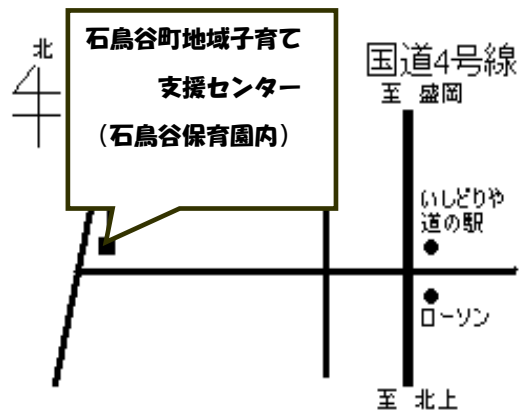 北
石鳥谷町地域子育て
支援センター
（石鳥谷保育園内）
国道4号線
至 盛岡
いしどりや
道の駅
ローソン
至 北上